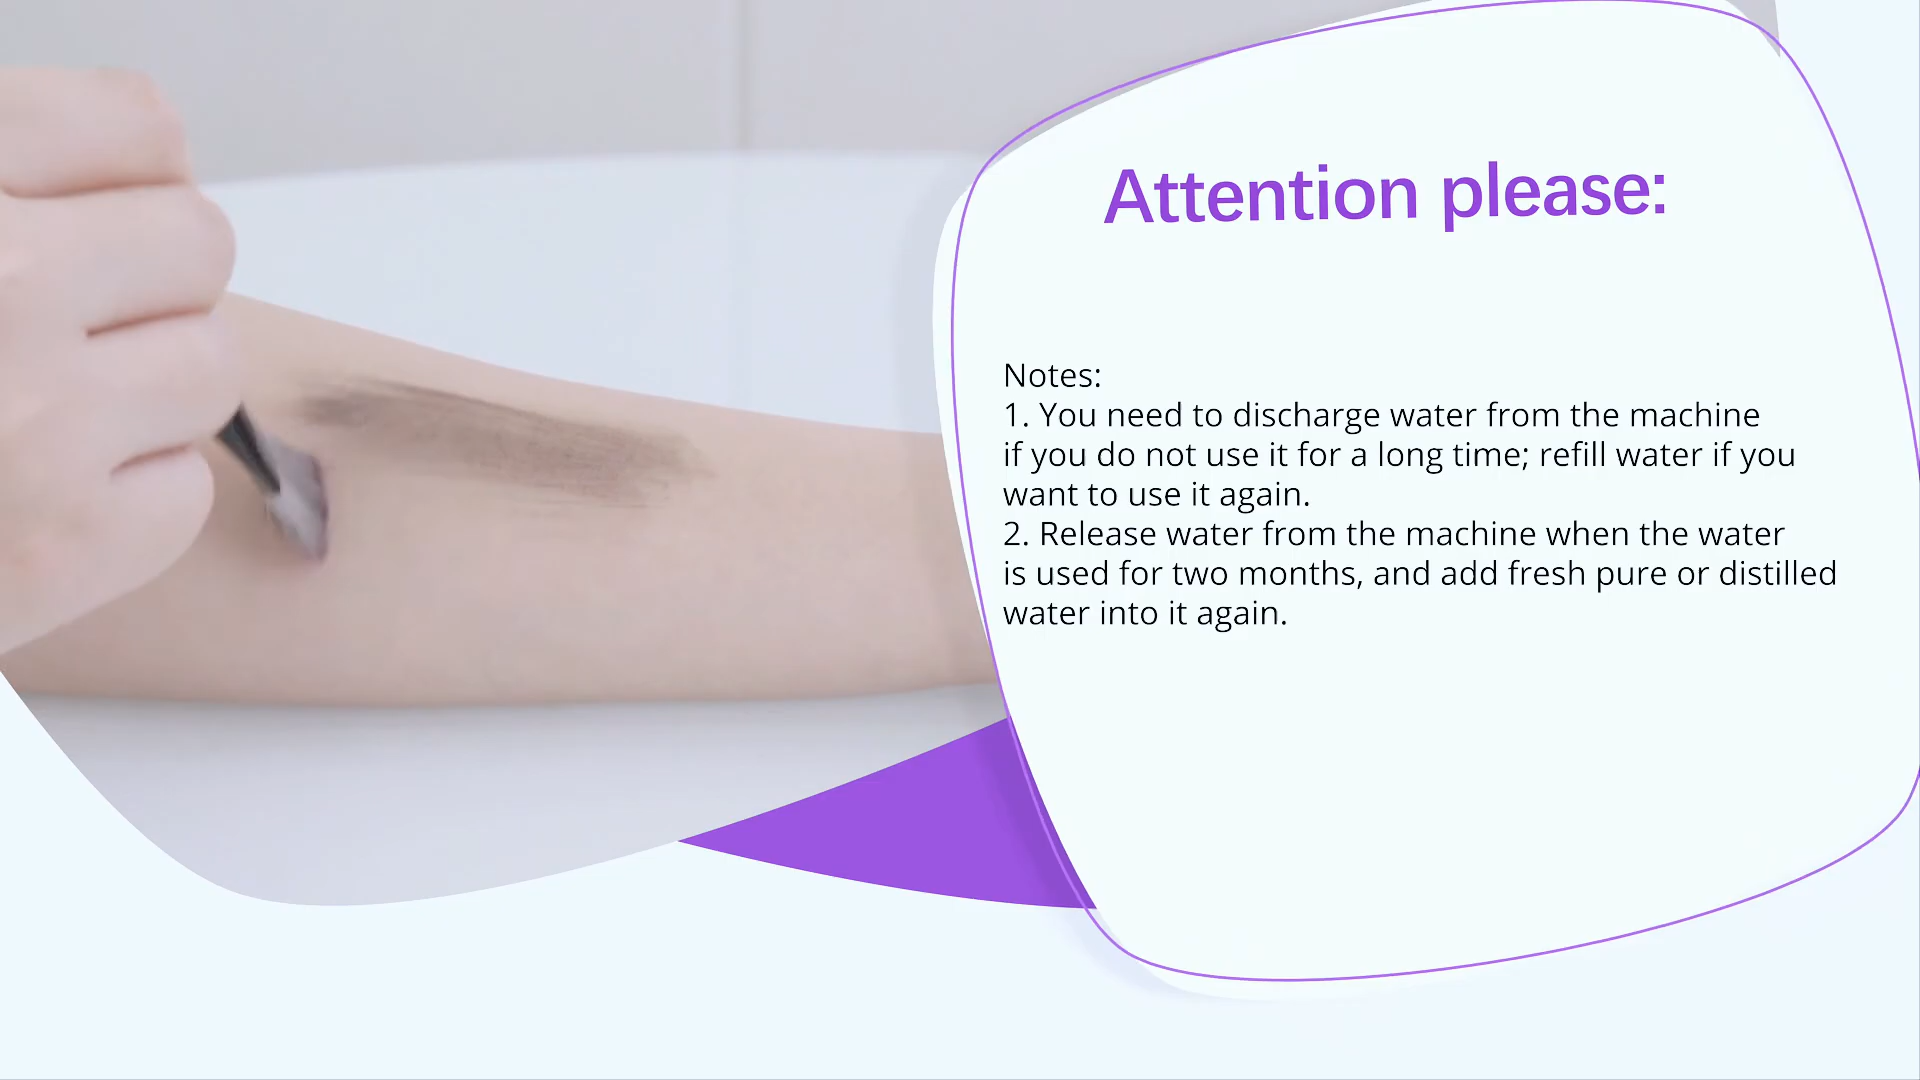 Attention please:
Notes:
1. You need to discharge water from the machine
if you do not use it for a long time; refill water if you
want to use it again.
2. Release water from the machine when the water
is used for two months, and add fresh pure or distilled
water into it again.